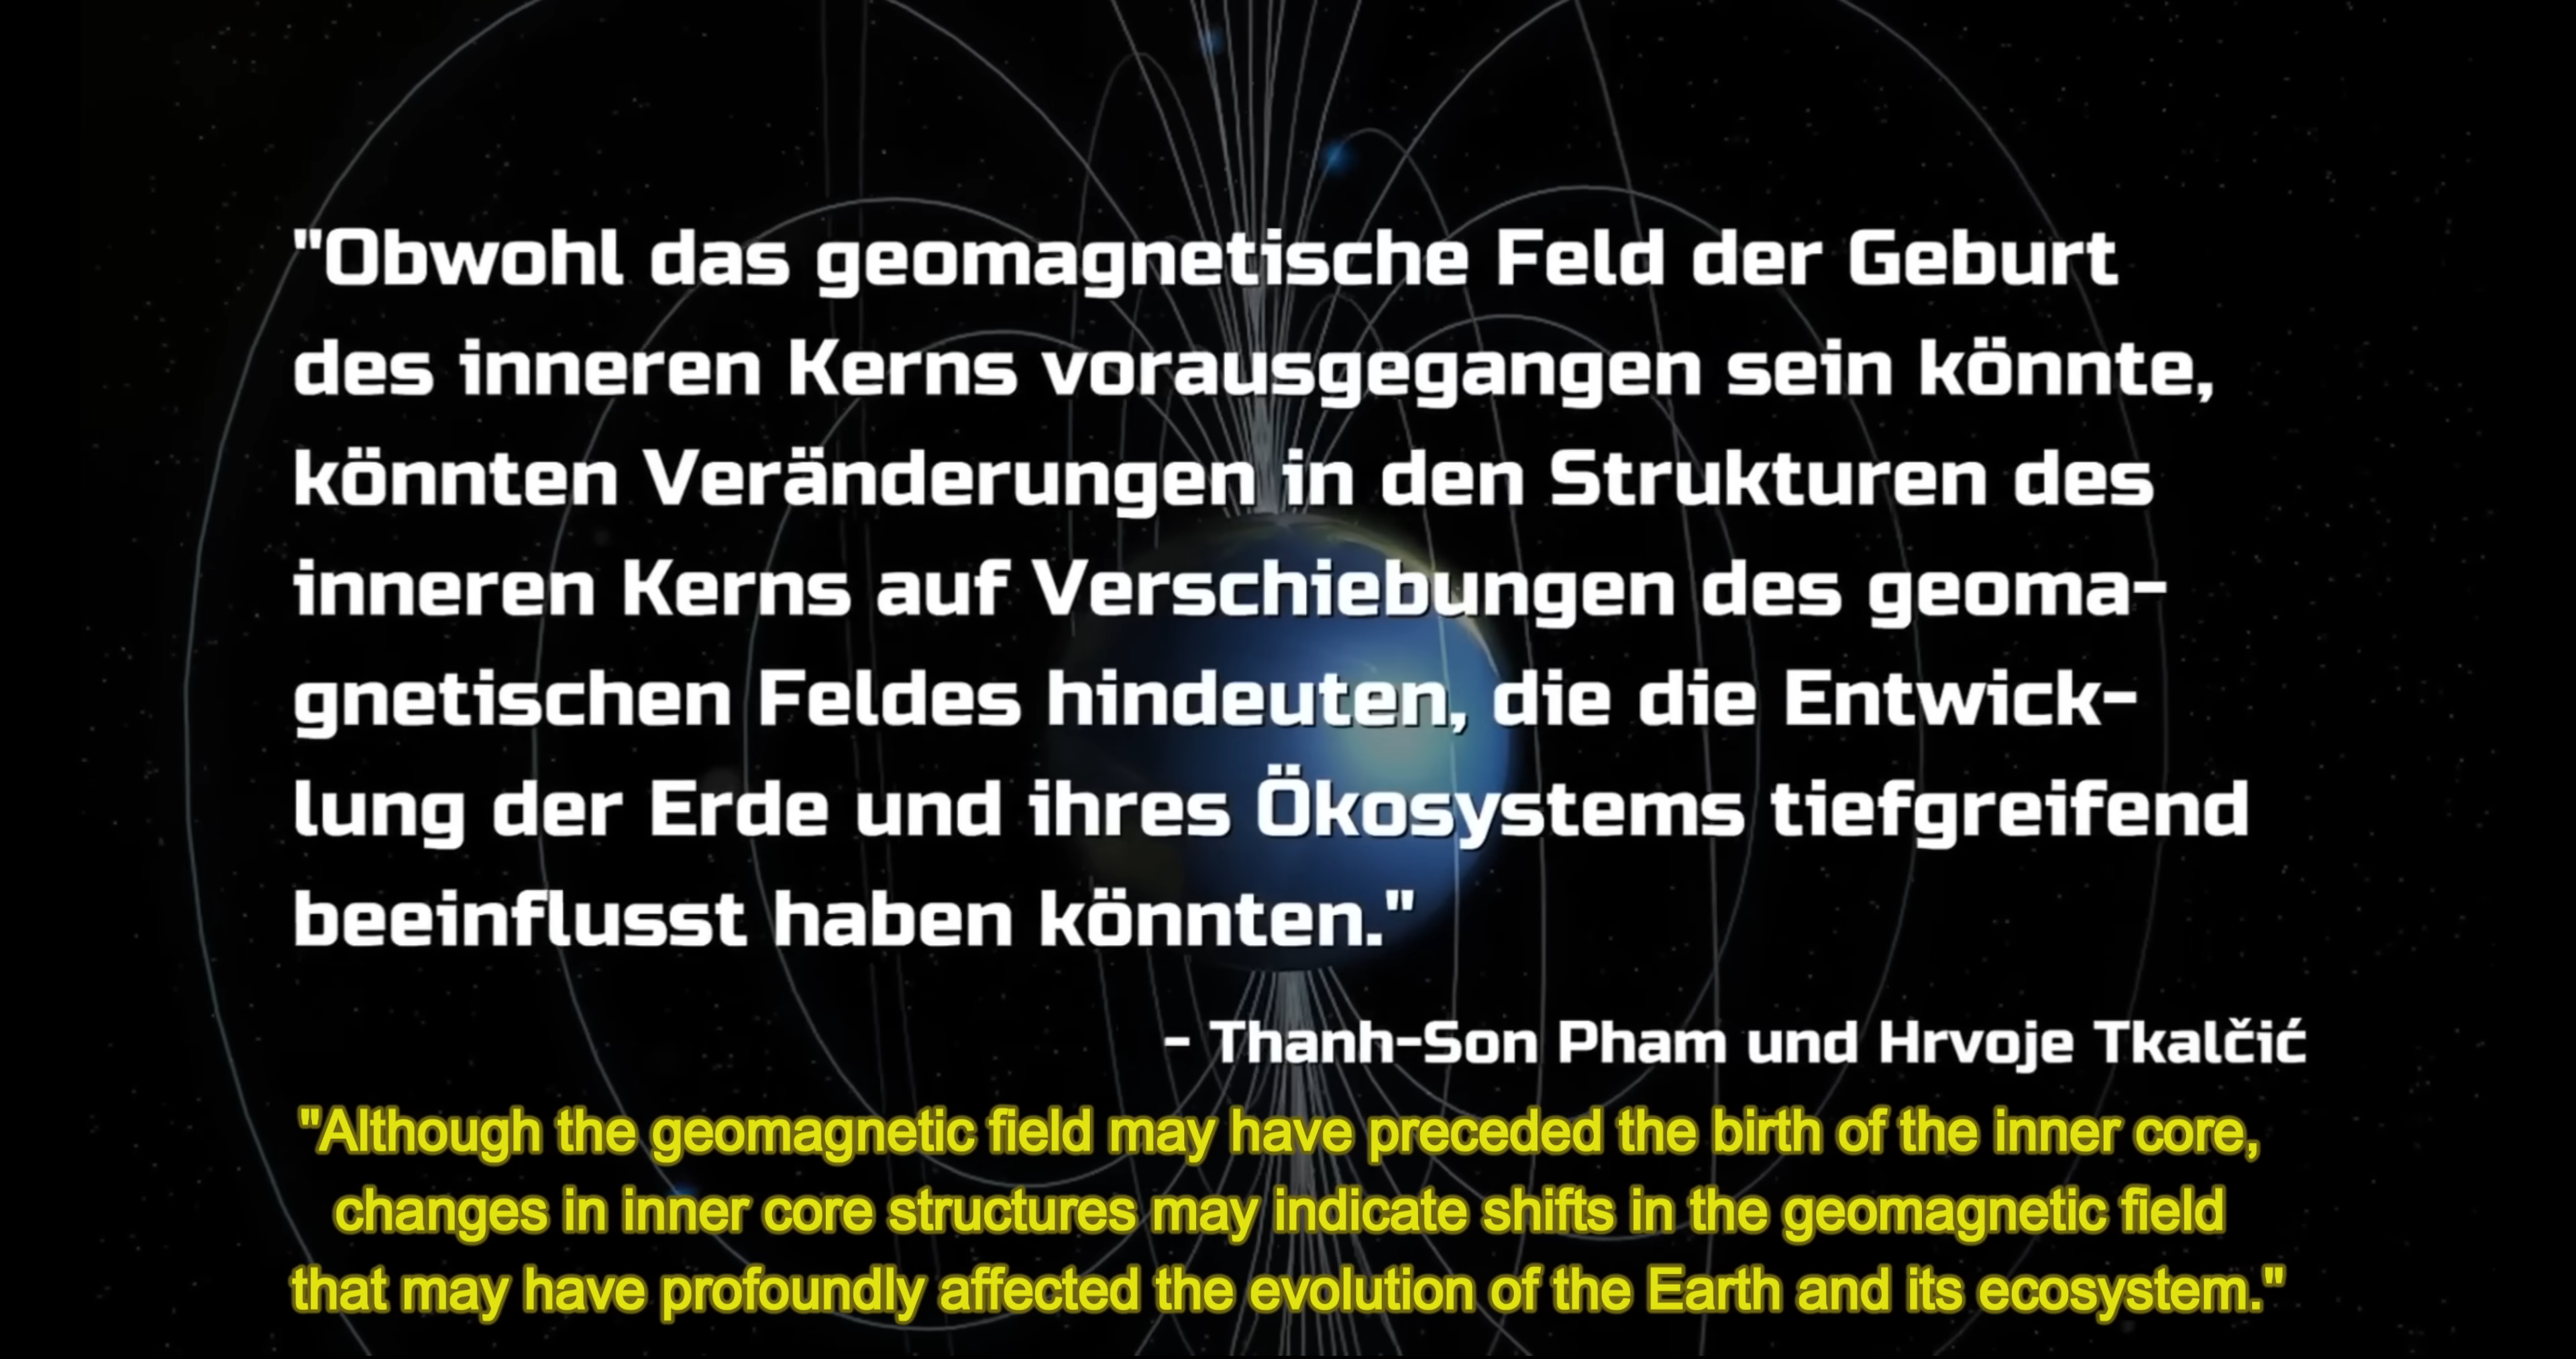 "Obwohl das geomagnetische Feld der Geburt
des inneren Kerns vorausgegangen sein könnte,
könnten Veränderungen in den Strukturen des
inneren Kerns auf Verschiebungen des geoma-
gnetischen Feldes hindeuten, die die Entwick-
lung der Erde und ihres Ökosystems tiefgreifend
beeinflusst haben könnten."
- Thanh-Son Pham und Hrvoje Tkalčić
"Although the geomagnetic field may have preceded the birth of the inner core,
changes in inner core structures may indicate shifts in the geomagnetic field
that may have profoundly affected the evolution of the Earth and its ecosystem."